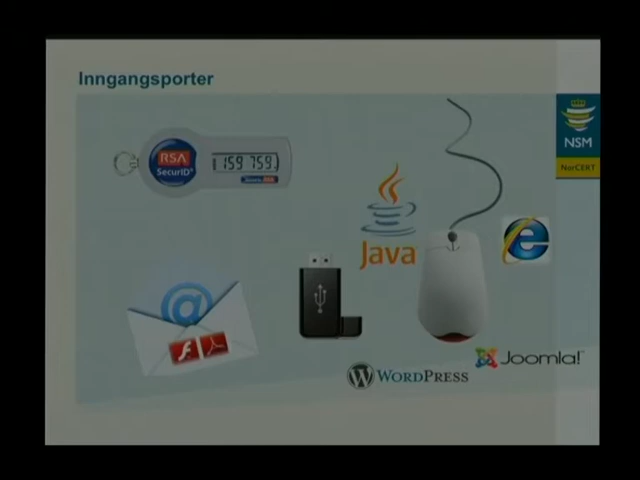 Inngangsporter
NSM
NorCERT
RSA
SecurID®
159 759
Java
@
WORDPRESS
Joomla!